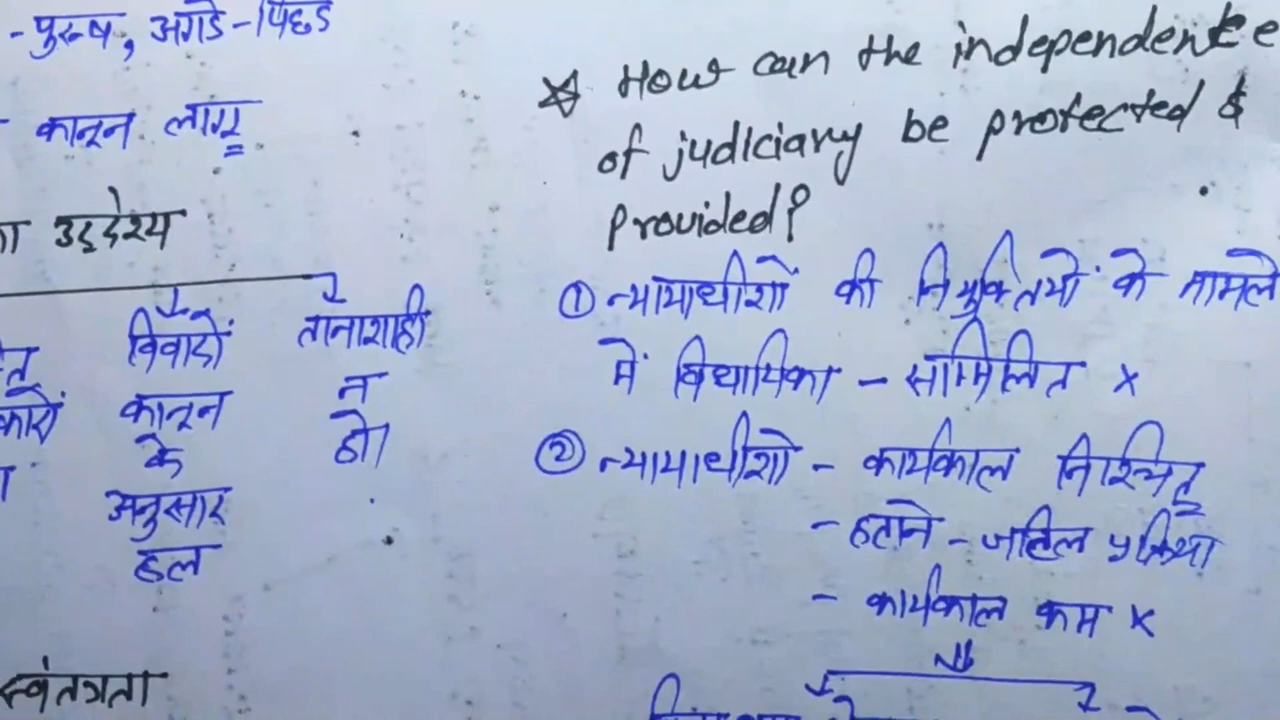 -पुरुष, अगडे-पिछडे
- कानून लागू
का उद्देश्य
विवादों
कानून
के
अनुसार
हल
तानाशाही
न
हो।
स्वंतत्रता
How can the independence
of judiciary be protected &
provided?
① न्यायाधीशों की नियुक्तियों के मामले
में विधायिका - सम्मिलित ×
② न्यायाधीशों - कार्यकाल निश्चित
- हटाने - जटिल प्रक्रिया
- कार्यकाल कम ×